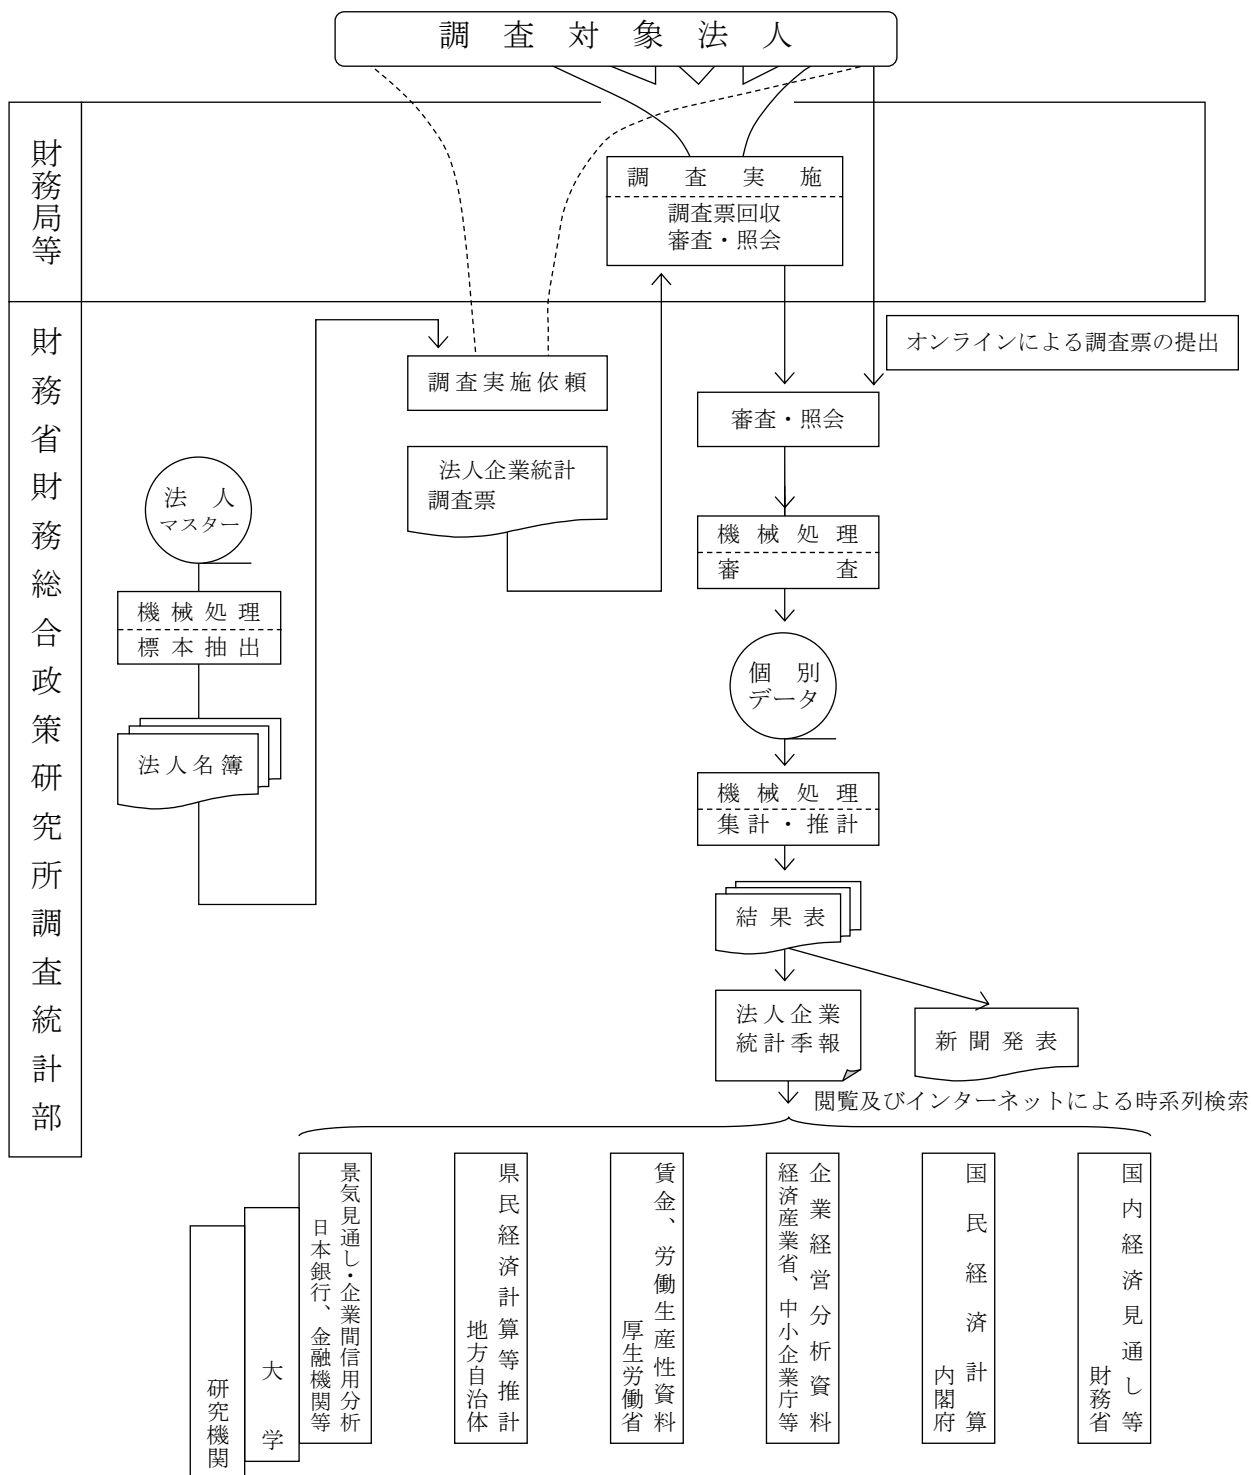 調査対象法人
財務局等
調査実施
調査票回収
審査・照会
財務省財務総合政策研究所調査統計部
オンラインによる調査票の提出
調査実施依頼
審査・照会
法人企業統計
調査票
法人
マスター
機械処理
審査
機械処理
標本抽出
個別
データ
法人名簿
機械処理
集計・推計
結果表
法人企業
統計季報
新聞発表
閲覧及びインターネットによる時系列検索
国内経済見通し等
財務省
国民経済計算
内閣府
企業経営分析資料
経済産業省、中小企業庁等
賃金、労働生産性資料
厚生労働省
県民経済計算等推計
地方自治体
景気見通し・企業間信用分析
日本銀行、金融機関等
大学
研究機関